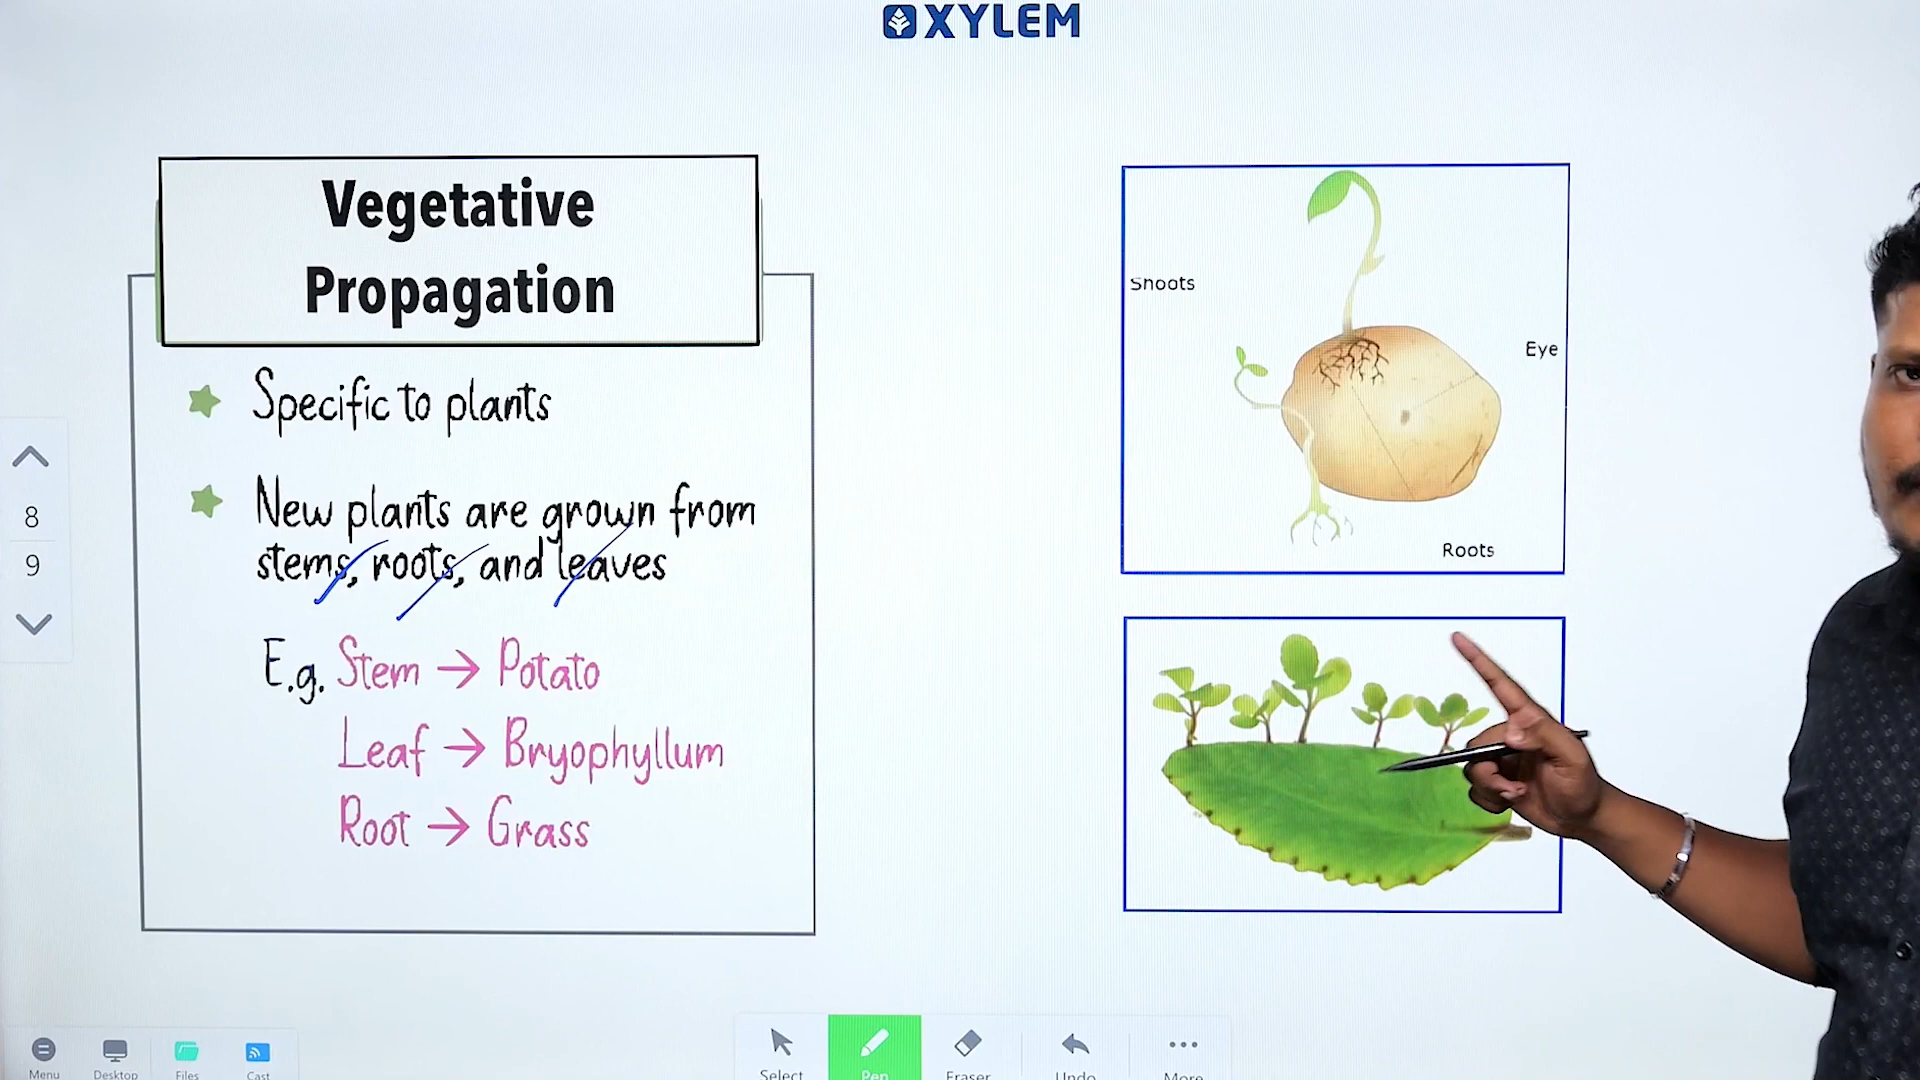 XYLEM
Vegetative
Propagation
Specific to plants
New plants are grown from
stems, roots, and leaves
E.g. Stem → Potato
Leaf → Bryophyllum
Root → Grass
Shoots
Eye
Roots
8
9
Menu
Desktop
Files
Cast
Select
Pen
Eraser
Undo
More